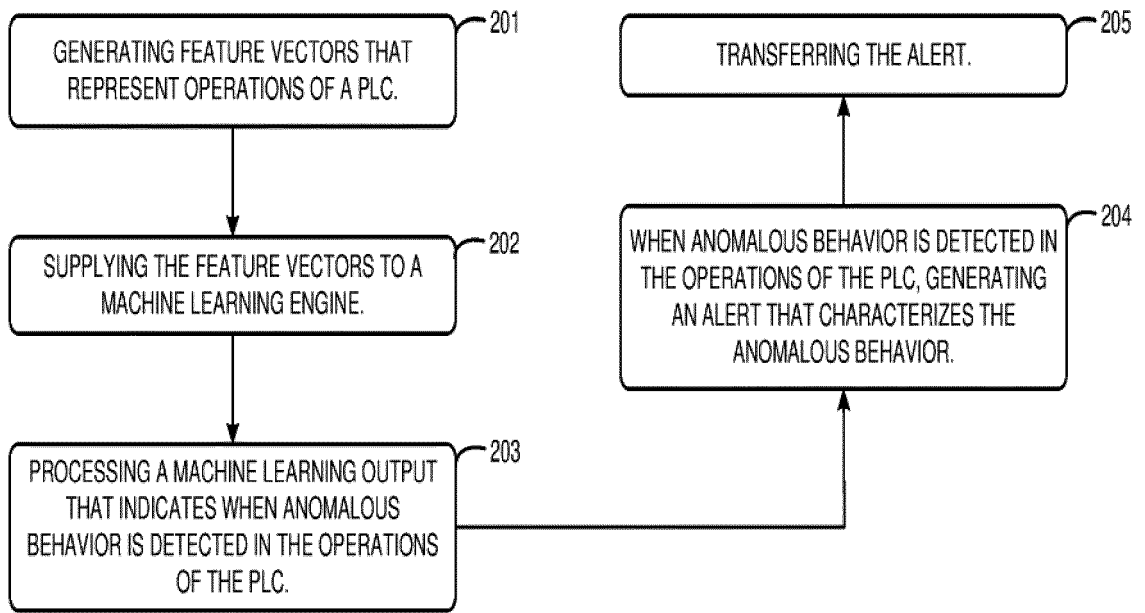 201
GENERATING FEATURE VECTORS THAT
REPRESENT OPERATIONS OF A PLC.
202
SUPPLYING THE FEATURE VECTORS TO A
MACHINE LEARNING ENGINE.
203
PROCESSING A MACHINE LEARNING OUTPUT
THAT INDICATES WHEN ANOMALOUS
BEHAVIOR IS DETECTED IN THE OPERATIONS
OF THE PLC.
204
WHEN ANOMALOUS BEHAVIOR IS DETECTED IN
THE OPERATIONS OF THE PLC, GENERATING
AN ALERT THAT CHARACTERIZES THE
ANOMALOUS BEHAVIOR.
205
TRANSFERRING THE ALERT.